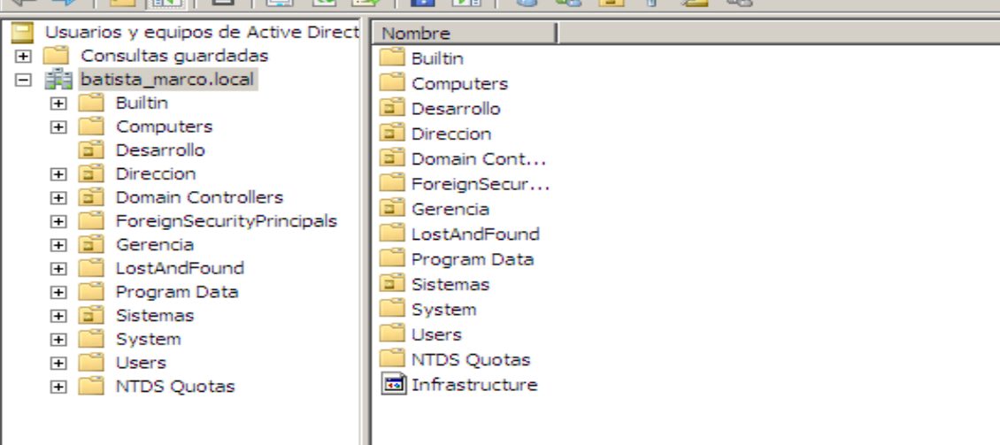 Usuarios y equipos de Active Direct
Consultas guardadas
batista_marco.local
Builtin
Computers
Desarrollo
Direccion
Domain Controllers
ForeignSecurityPrincipals
Gerencia
LostAndFound
Program Data
Sistemas
System
Users
NTDS Quotas
Nombre
Builtin
Computers
Desarrollo
Direccion
Domain Cont...
ForeignSecur...
Gerencia
LostAndFound
Program Data
Sistemas
System
Users
NTDS Quotas
Infrastructure